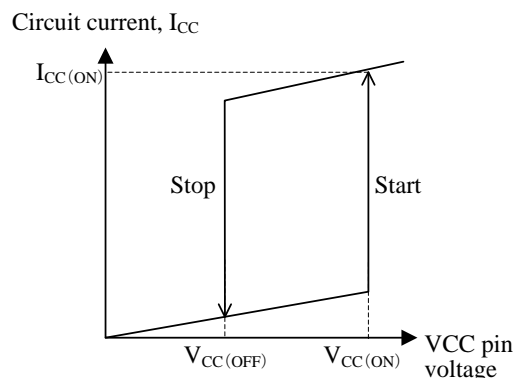 Circuit current, ICC
ICC(ON)
Stop
Start
VCC(OFF)
VCC(ON)
VCC pin
voltage